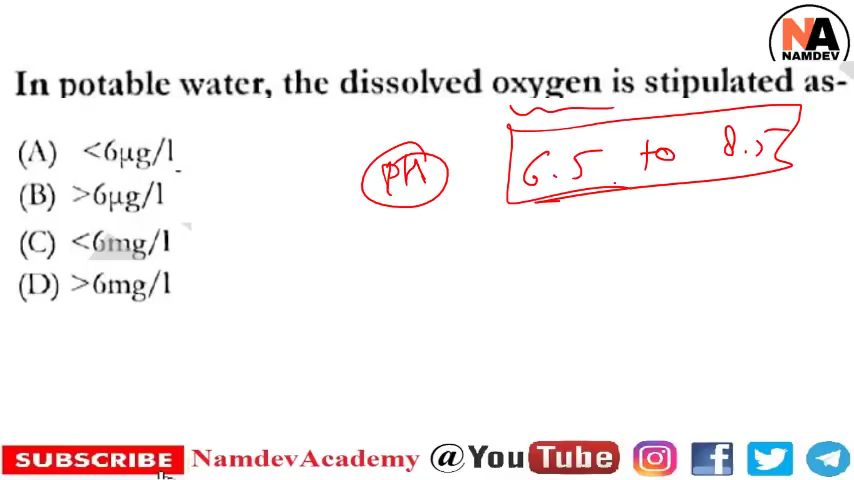 NA
NAMDEV
In potable water, the dissolved oxygen is stipulated as-
(A) <6μg/l
(B) >6μg/l
(C) <6mg/l
(D) >6mg/l
PH
6.5 to 8.5
SUBSCRIBE NamdevAcademy @YouTube